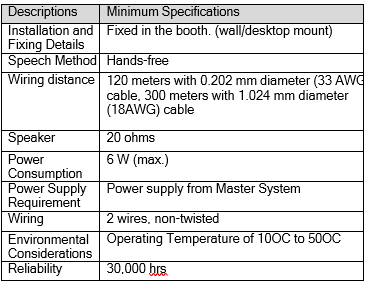 Descriptions Minimum Specifications
Installation and Fixed in the booth. (wall/desktop mount)
Fixing Details
Speech Method Hands-free
Wiring distance 120 meters with 0.202 mm diameter (33 AWG
cable, 300 meters with 1.024 mm diameter
(18AWG) cable
Speaker 20 ohms
Power 6 W (max.)
Consumption
Power Supply Power supply from Master System
Requirement
Wiring 2 wires, non-twisted
Environmental Operating Temperature of 10OC to 50OC
Considerations
Reliability 30,000 hrs